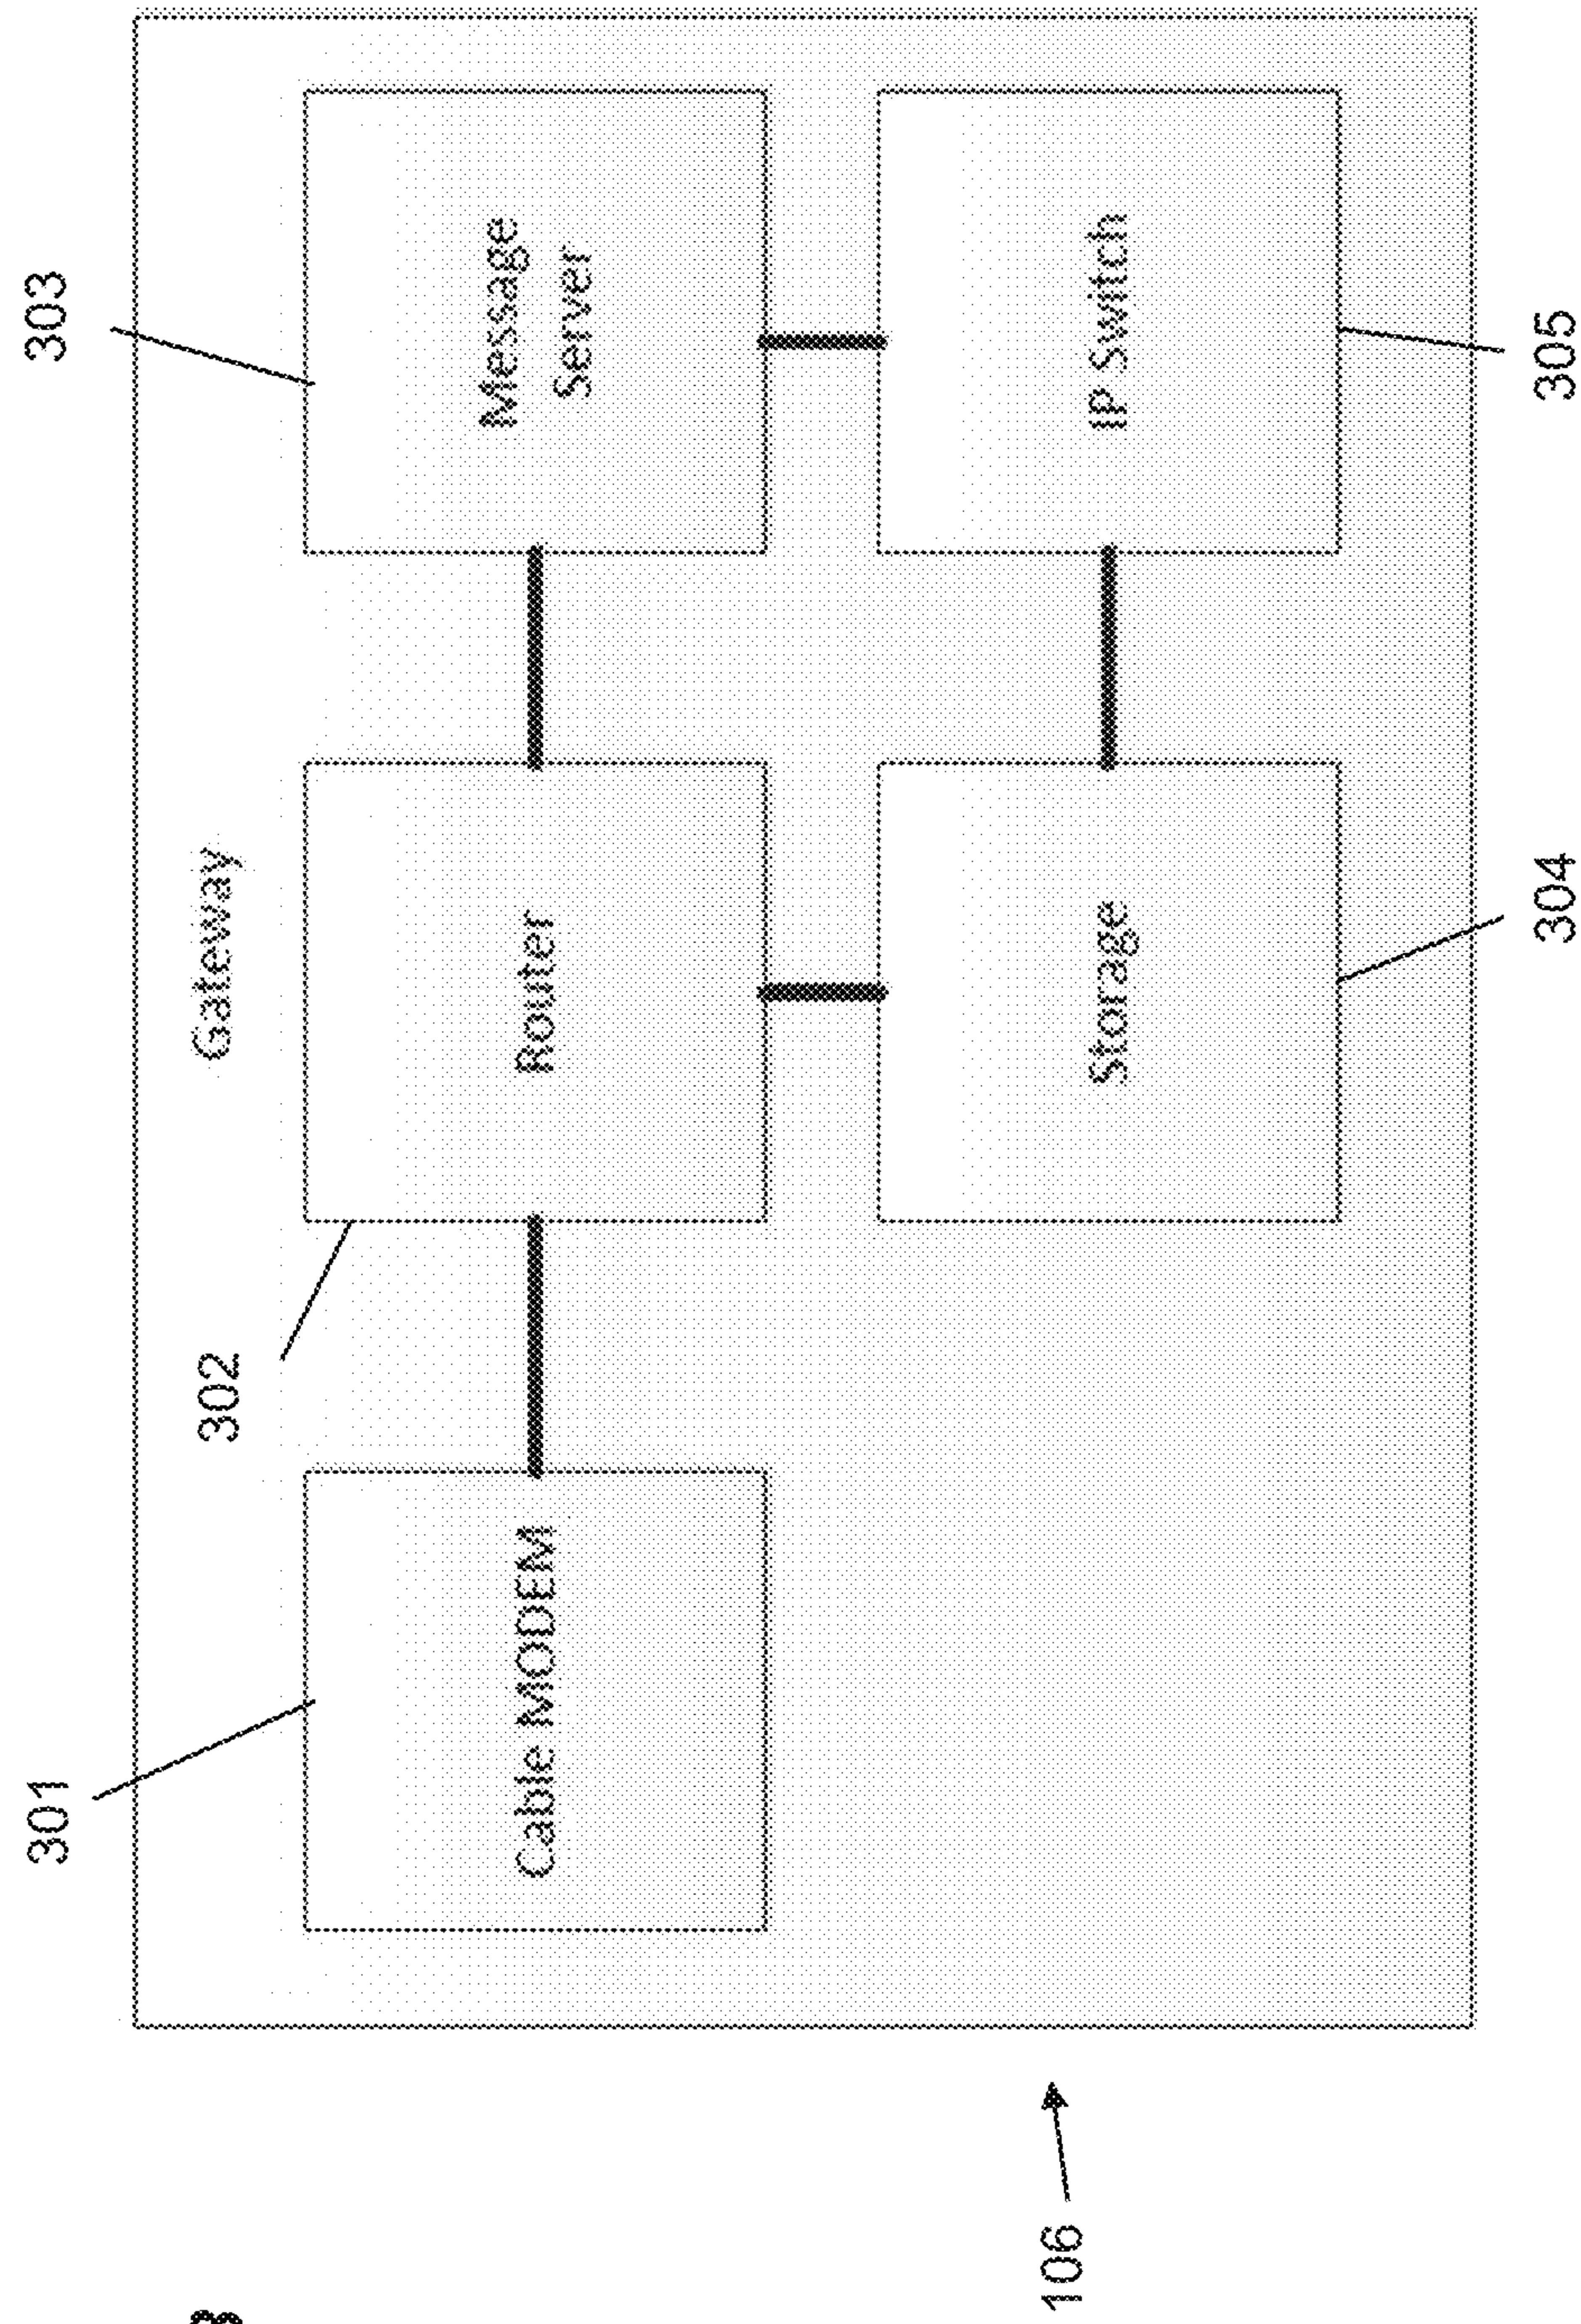 301
303
Gateway
302
Cable MODEM
Router
Message
Server
Storage
IP Switch
106
304
305